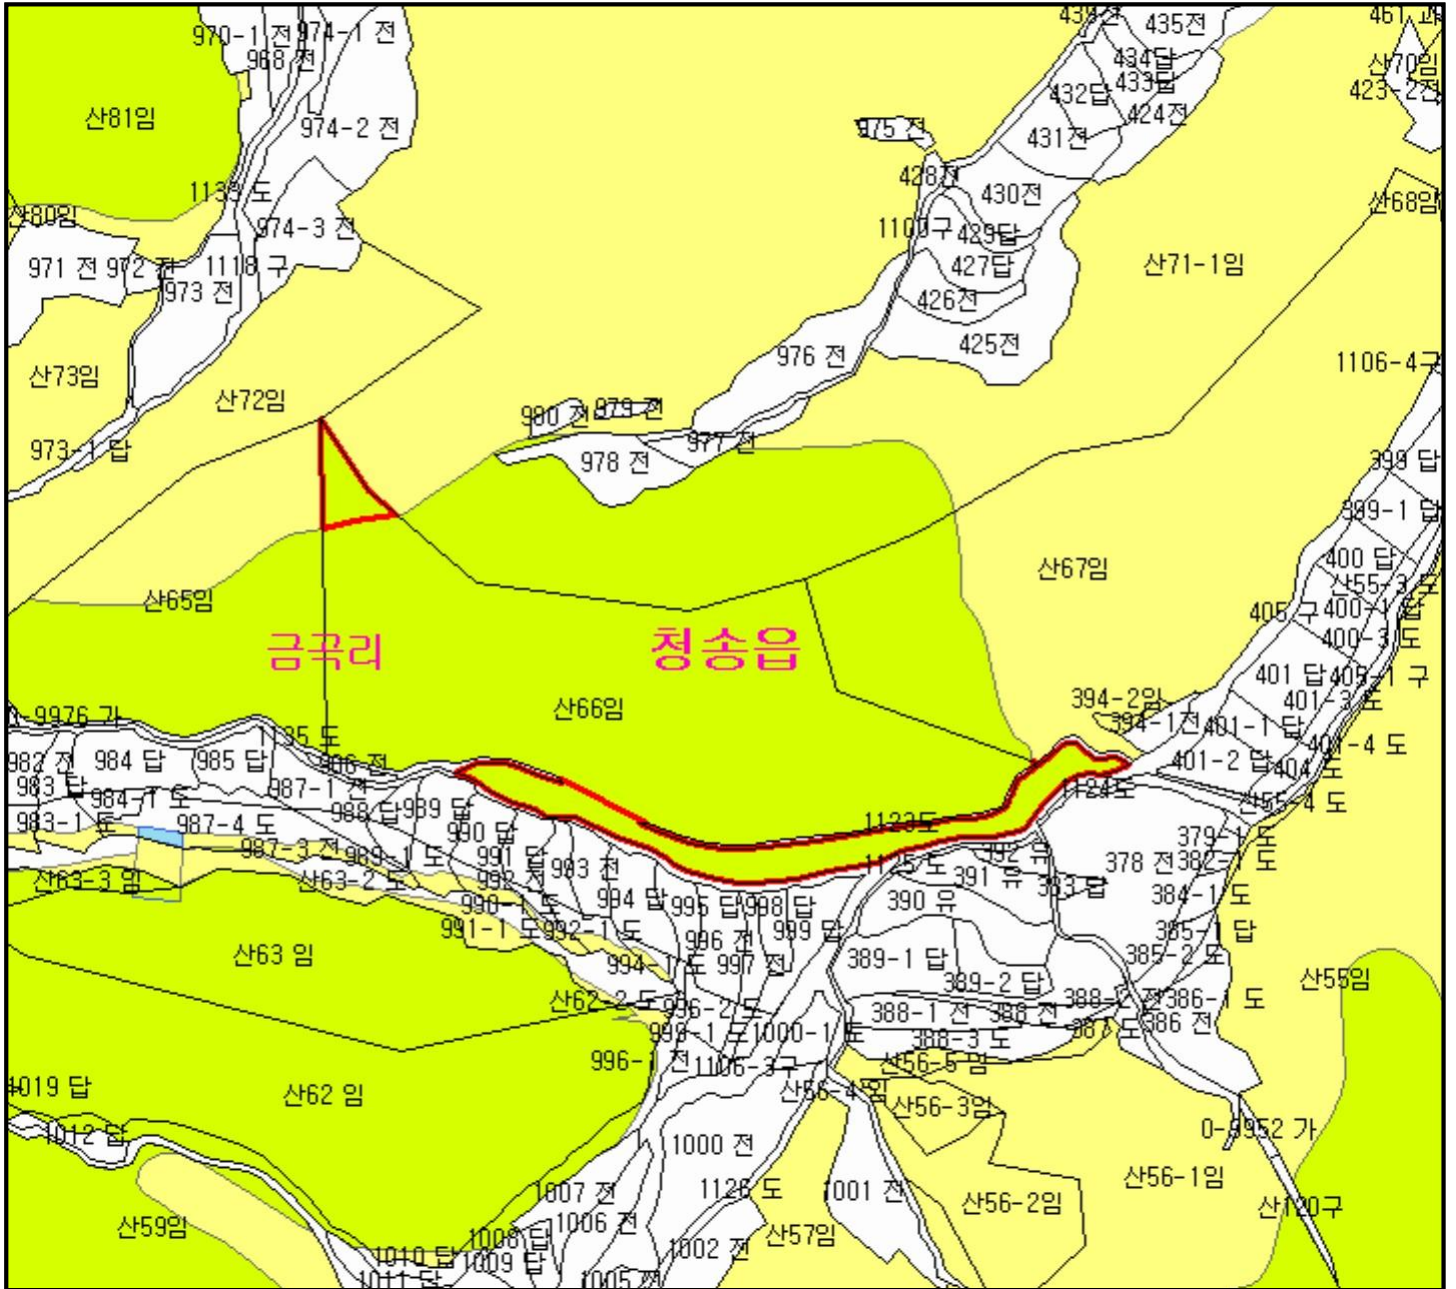 970-1 전
974-1 전
968 전
435전
434답
433답
432답
424전
431전
산70임
423-2전
산81임
974-2 전
975 전
428전
430전
1133 도
산80임
974-3 전
산68임
1100구
429답
971 전
972 전
1118 구
973 전
427답
산71-1임
426전
425전
976 전
1106-4구
산73임
산72임
980 전
979 전
977 전
978 전
973-1 답
399 답
399-1 답
400 답
산67임
산55-3 도
산65임
405 구
400-1 답
400-3 도
금곡리
청송읍
401 답
405-1 구
401-3 도
394-2임
394-1전
산66임
401-1 답
401-4 도
1135 도
986 전
982 전
984 답
985 답
401-2 답
404 도
983 답
984-1 도
987-1 전
988 답
989 답
1124도
산55-4 도
983-1 도
987-4 도
990 답
1123도
379-1 도
987-3 전
989-1 도
991 답
993 전
1125 도
392 유
391 유
378 전
382-1 도
산63-3 임
산63-2 도
992 전
383 답
384-1 도
990-1 도
994 답
995 답
998 답
390 유
991-1 도
992-1 도
996 전
999 답
385-1 답
385-2 도
산63 임
994-1 도
997 전
389-1 답
389-2 답
산55임
산62-2 도
996-2 도
388-2 전
386-1 도
388-1 전
388 전
998-1 도
1000-1 도
388-3 도
387 도
386 전
996-1 전
1106-3구
산56-5 임
1019 답
산62 임
산56-4 임
산56-3임
1012 답
1000 전
0-9952 가
산56-1임
1007 전
1126 도
1001 전
산56-2임
산120구
산59임
1006 전
산57임
1008 답
1002 전
1010 답
1009 답
1011 답
1005 전